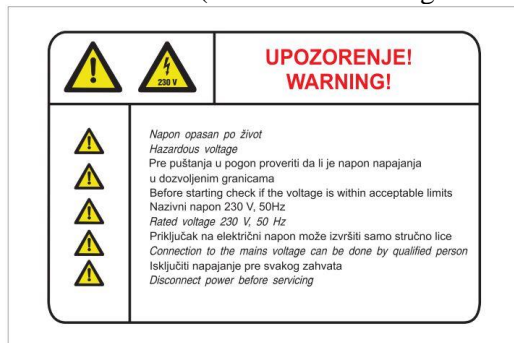 230 V
UPOZORENJE!
WARNING!
Napon opasan po život
Hazardous voltage
Pre puštanja u pogon proveriti da li je napon napajanja
u dozvoljenim granicama
Before starting check if the voltage is within acceptable limits
Nazivni napon 230 V, 50Hz
Rated voltage 230 V, 50 Hz
Priključak na električni napon može izvršiti samo stručno lice
Connection to the mains voltage can be done by qualified person
Isključiti napajanje pre svakog zahvata
Disconnect power before servicing